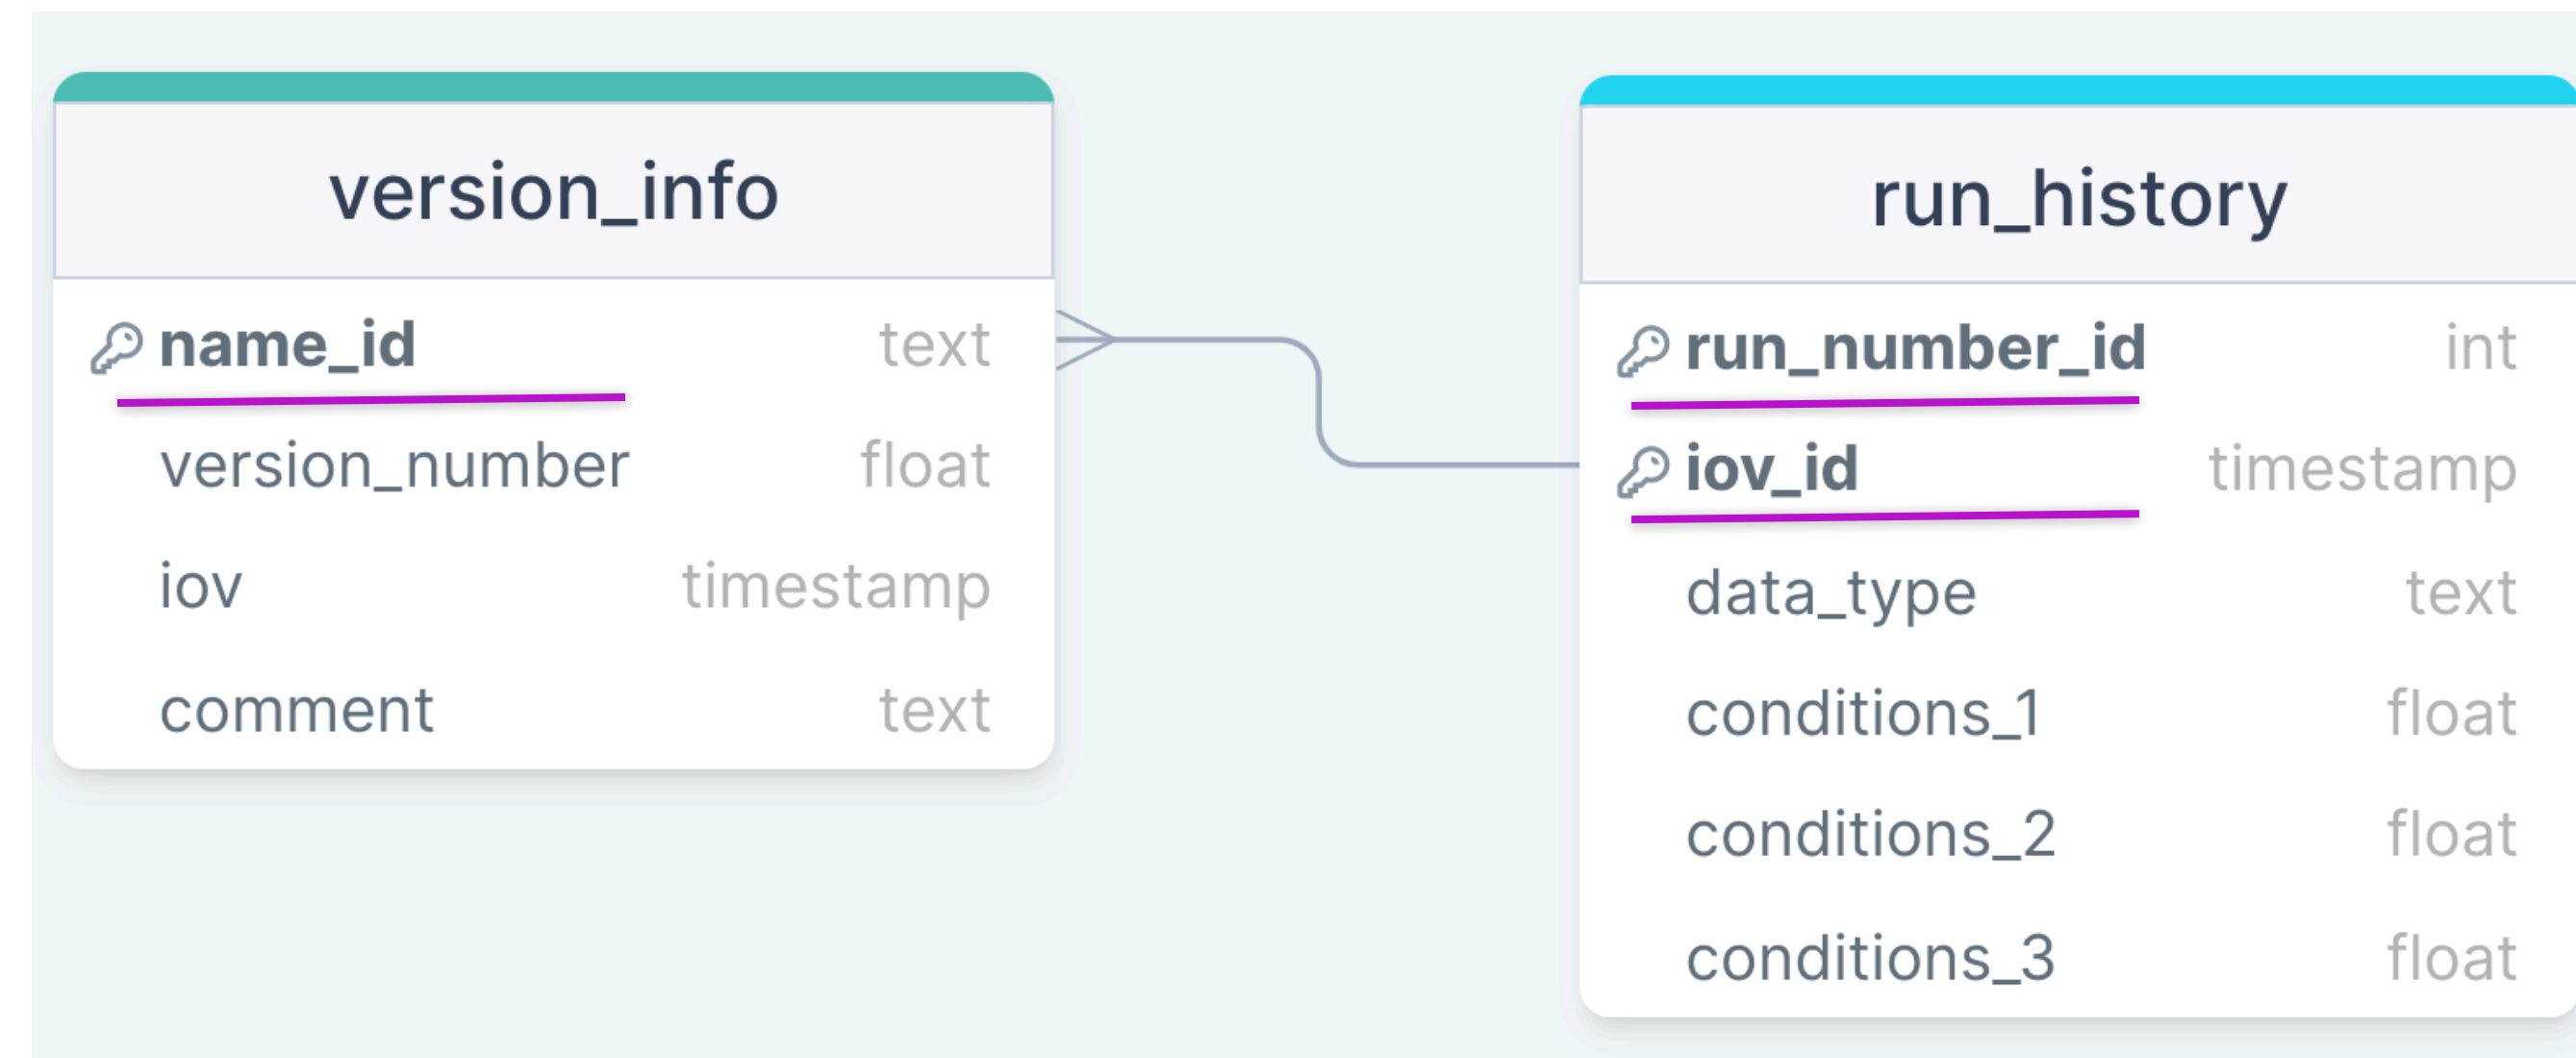 version_info
name_id text
version_number float
iov timestamp
comment text
run_history
run_number_id int
iov_id timestamp
data_type text
conditions_1 float
conditions_2 float
conditions_3 float